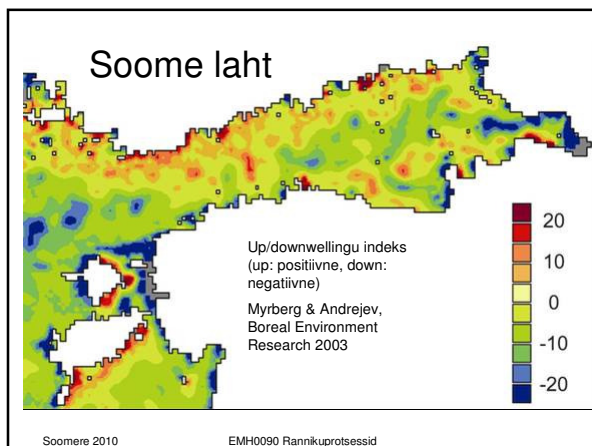 Soome laht
Up/downwellingu indeks
(up: positiivne, down:
negatiivne)
Myrberg & Andrejev,
Boreal Environment
Research 2003
20
10
0
-10
-20
Soomere 2010
EMH0090 Rannikuprotsessid